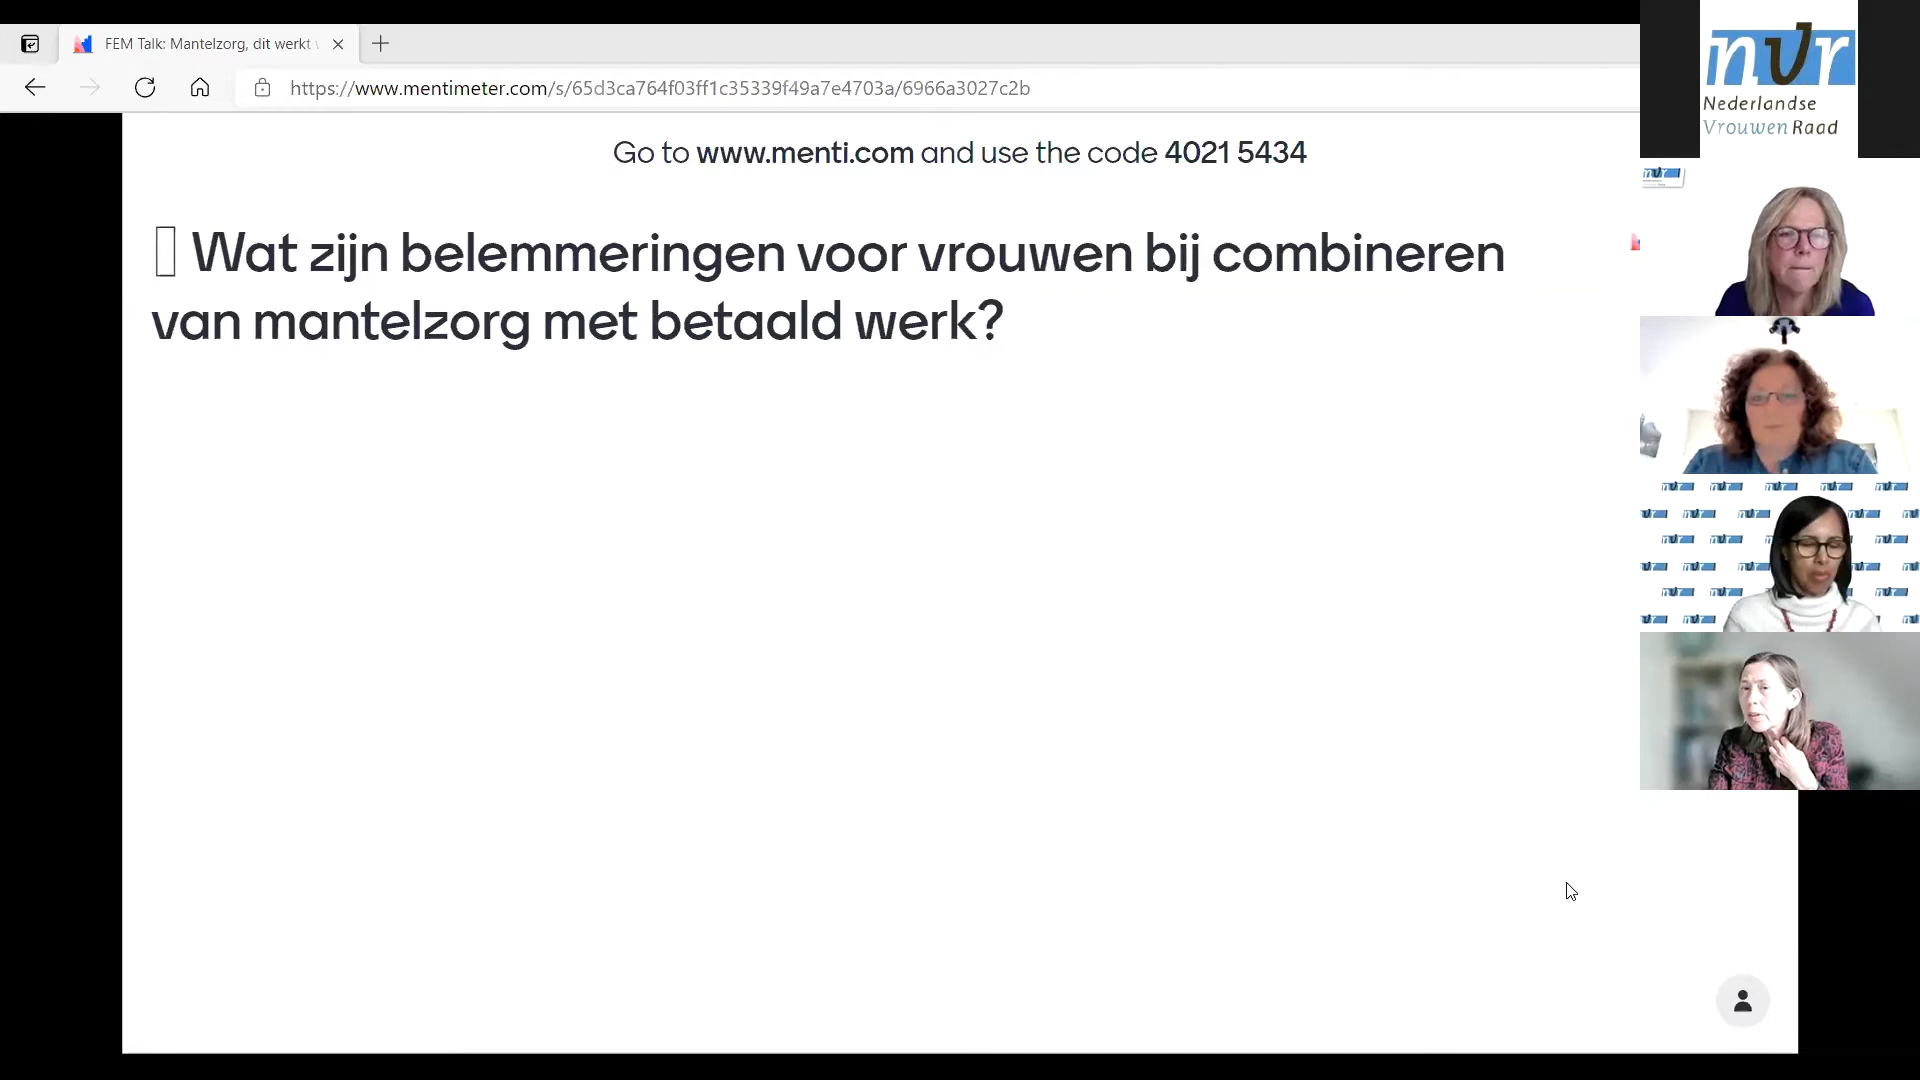 FEM Talk: Mantelzorg, dit werkt
https://www.mentimeter.com/s/65d3ca764f03ff1c35339f49a7e4703a/6966a3027c2b
Go to www.menti.com and use the code 4021 5434
Wat zijn belemmeringen voor vrouwen bij combineren
van mantelzorg met betaald werk?
nvr
Nederlandse
Vrouwen Raad